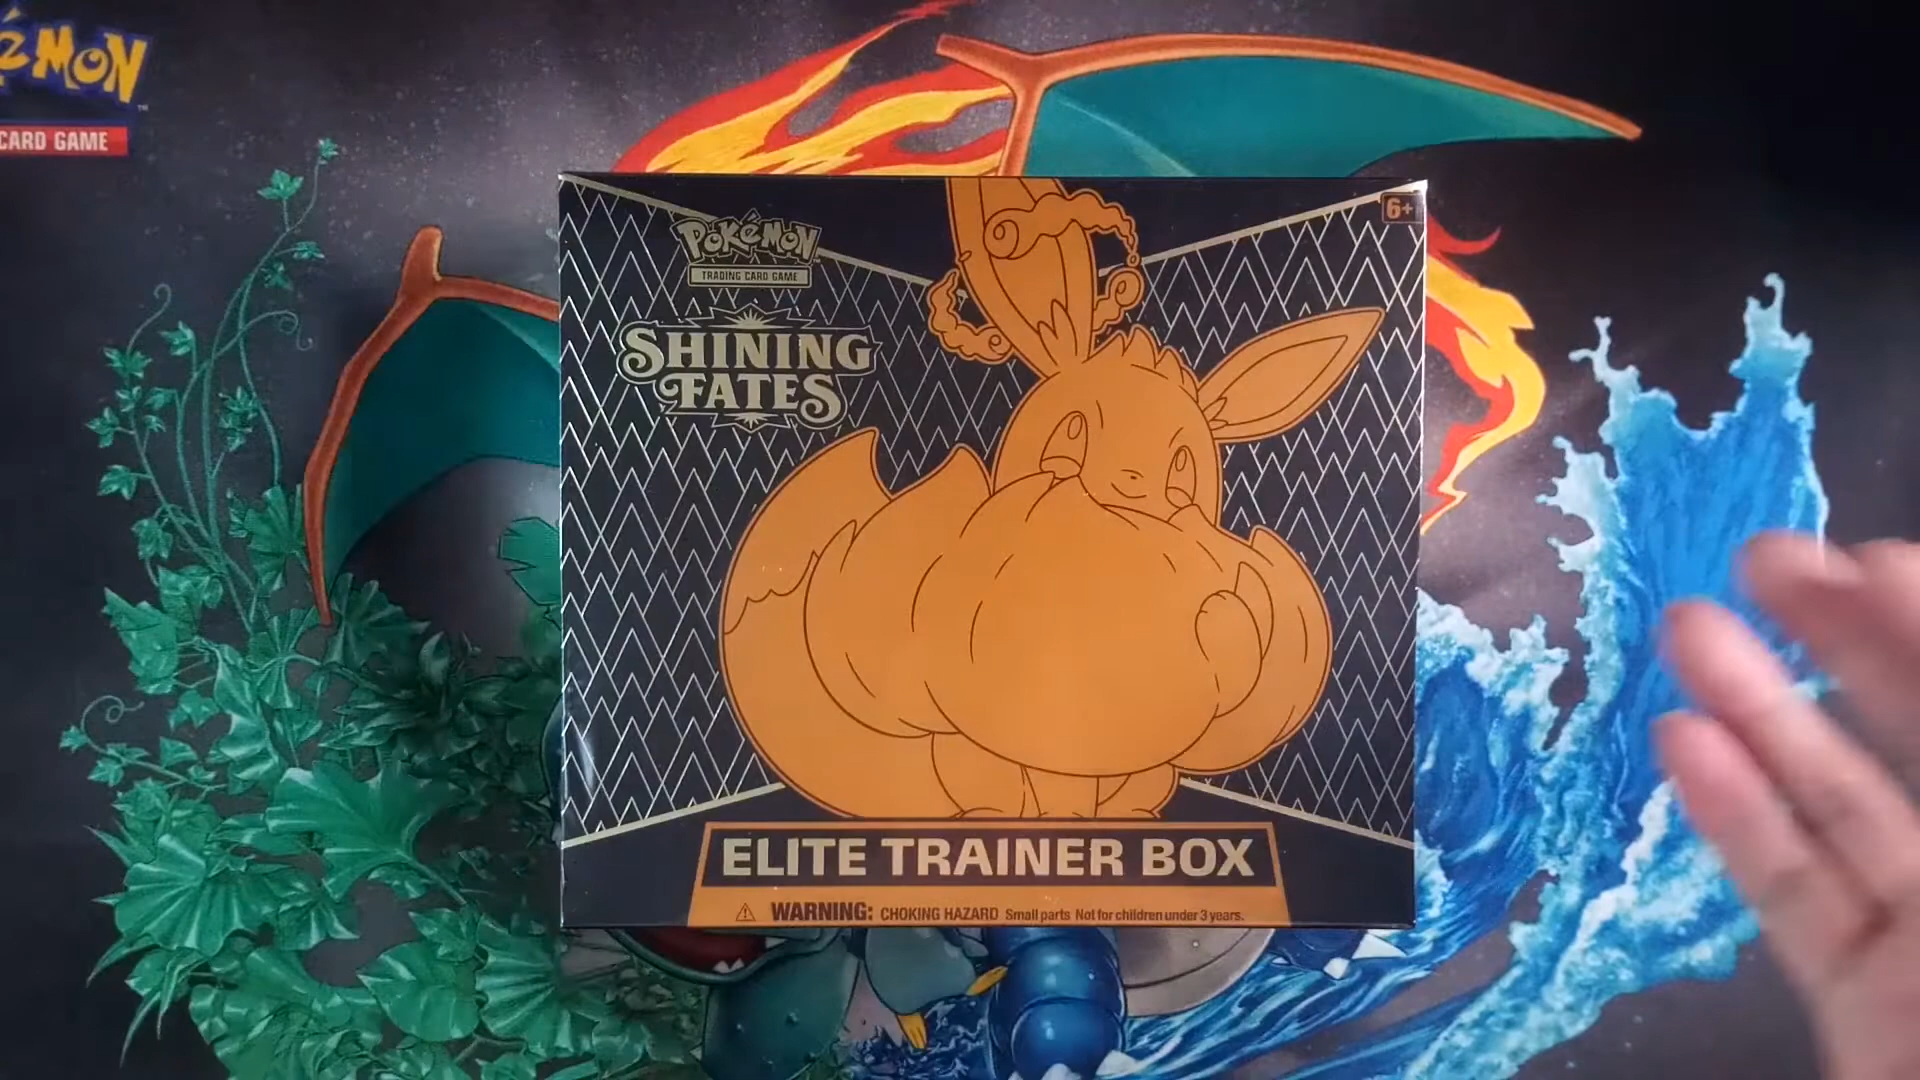 éMON
TM
CARD GAME
POKéMON
TRADING CARD GAME
6+
SHINING
FATES
ELITE TRAINER BOX
⚠ WARNING: CHOKING HAZARD Small parts Not for children under 3 years.